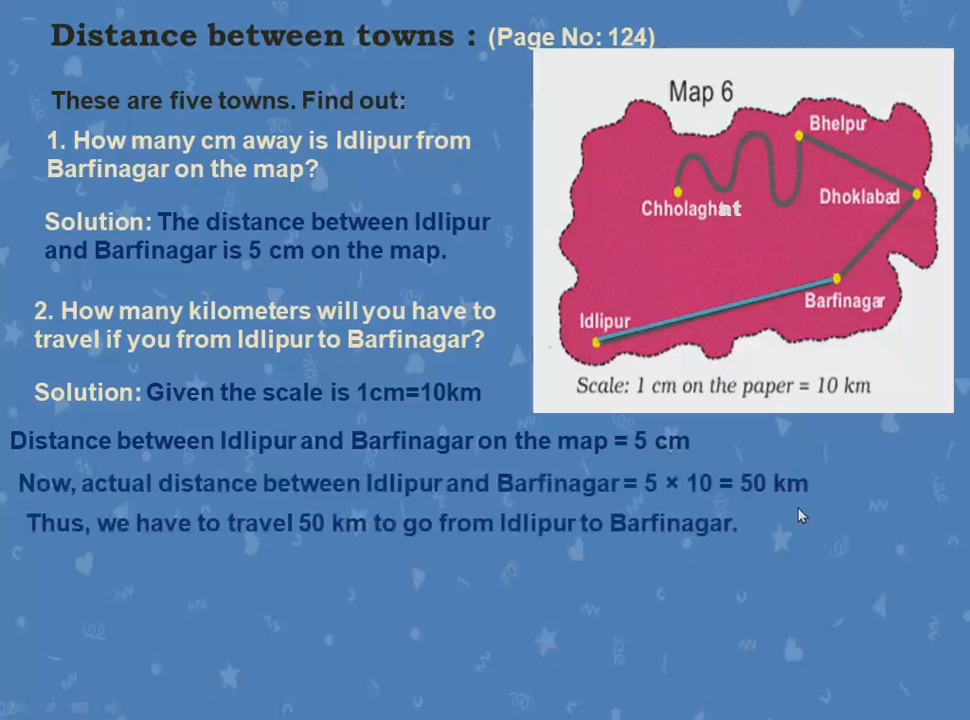 Distance between towns : (Page No: 124)
These are five towns. Find out:
1. How many cm away is Idlipur from
Barfinagar on the map?
Solution: The distance between Idlipur
and Barfinagar is 5 cm on the map.
2. How many kilometers will you have to
travel if you from Idlipur to Barfinagar?
Solution: Given the scale is 1cm=10km
Distance between Idlipur and Barfinagar on the map = 5 cm
Now, actual distance between Idlipur and Barfinagar = 5 × 10 = 50 km
Thus, we have to travel 50 km to go from Idlipur to Barfinagar.
Map 6
Bhelpur
Dhoklabad
Chholaghat
Barfinagar
Idlipur
Scale: 1 cm on the paper = 10 km